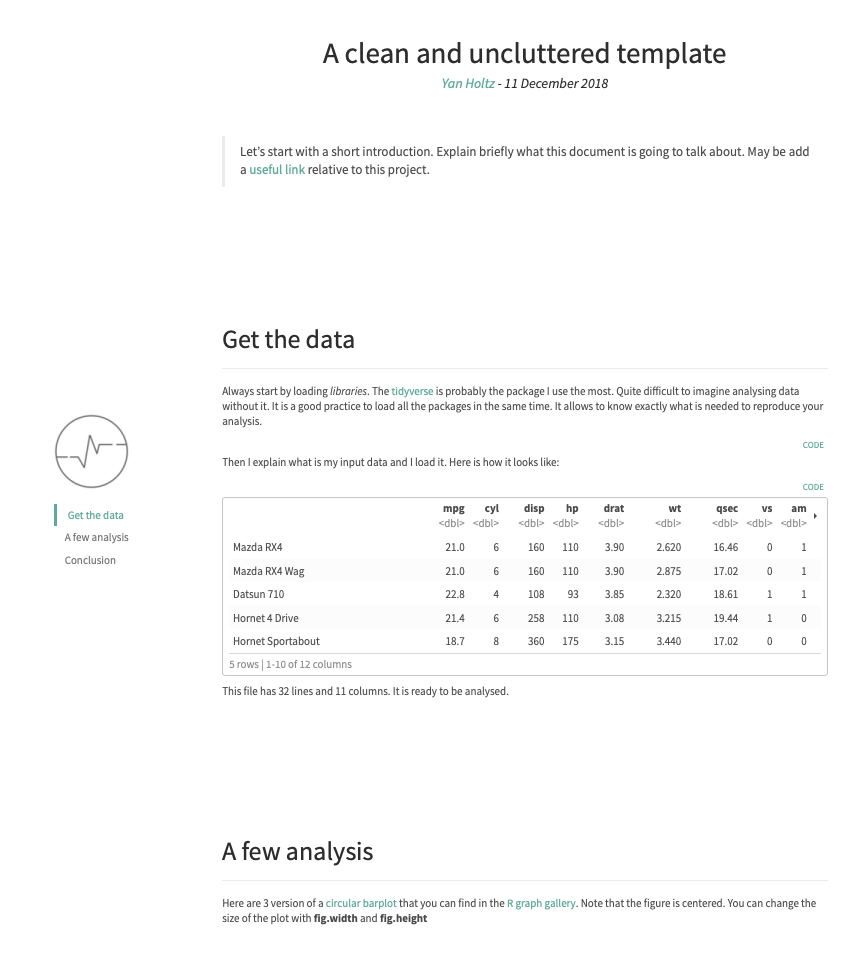 A clean and uncluttered template
Yan Holtz - 11 December 2018
Let's start with a short introduction. Explain briefly what this document is going to talk about. May be add
a useful link relative to this project.
Get the data
Always start by loading libraries. The tidyverse is probably the package I use the most. Quite difficult to imagine analysing data
without it. It is a good practice to load all the packages in the same time. It allows to know exactly what is needed to reproduce your
analysis.
CODE
Then I explain what is my input data and I load it. Here is how it looks like:
CODE
Get the data
A few analysis
Conclusion
mpg cyl disp hp drat wt qsec vs am
<dbl> <dbl> <dbl> <dbl> <dbl> <dbl> <dbl> <dbl> <dbl>
Mazda RX4 21.0 6 160 110 3.90 2.620 16.46 0 1
Mazda RX4 Wag 21.0 6 160 110 3.90 2.875 17.02 0 1
Datsun 710 22.8 4 108 93 3.85 2.320 18.61 1 1
Hornet 4 Drive 21.4 6 258 110 3.08 3.215 19.44 1 0
Hornet Sportabout 18.7 8 360 175 3.15 3.440 17.02 0 0
5 rows | 1-10 of 12 columns
This file has 32 lines and 11 columns. It is ready to be analysed.
A few analysis
Here are 3 version of a circular barplot that you can find in the R graph gallery. Note that the figure is centered. You can change the
size of the plot with fig.width and fig.height